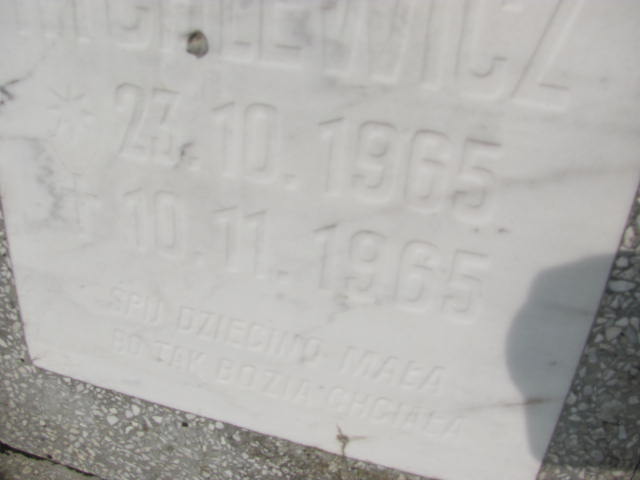 * 23.10.1965
† 10.11.1965
ŚPIJ DZIECINO MAŁA
BO TAK BOZIA CHCIAŁA